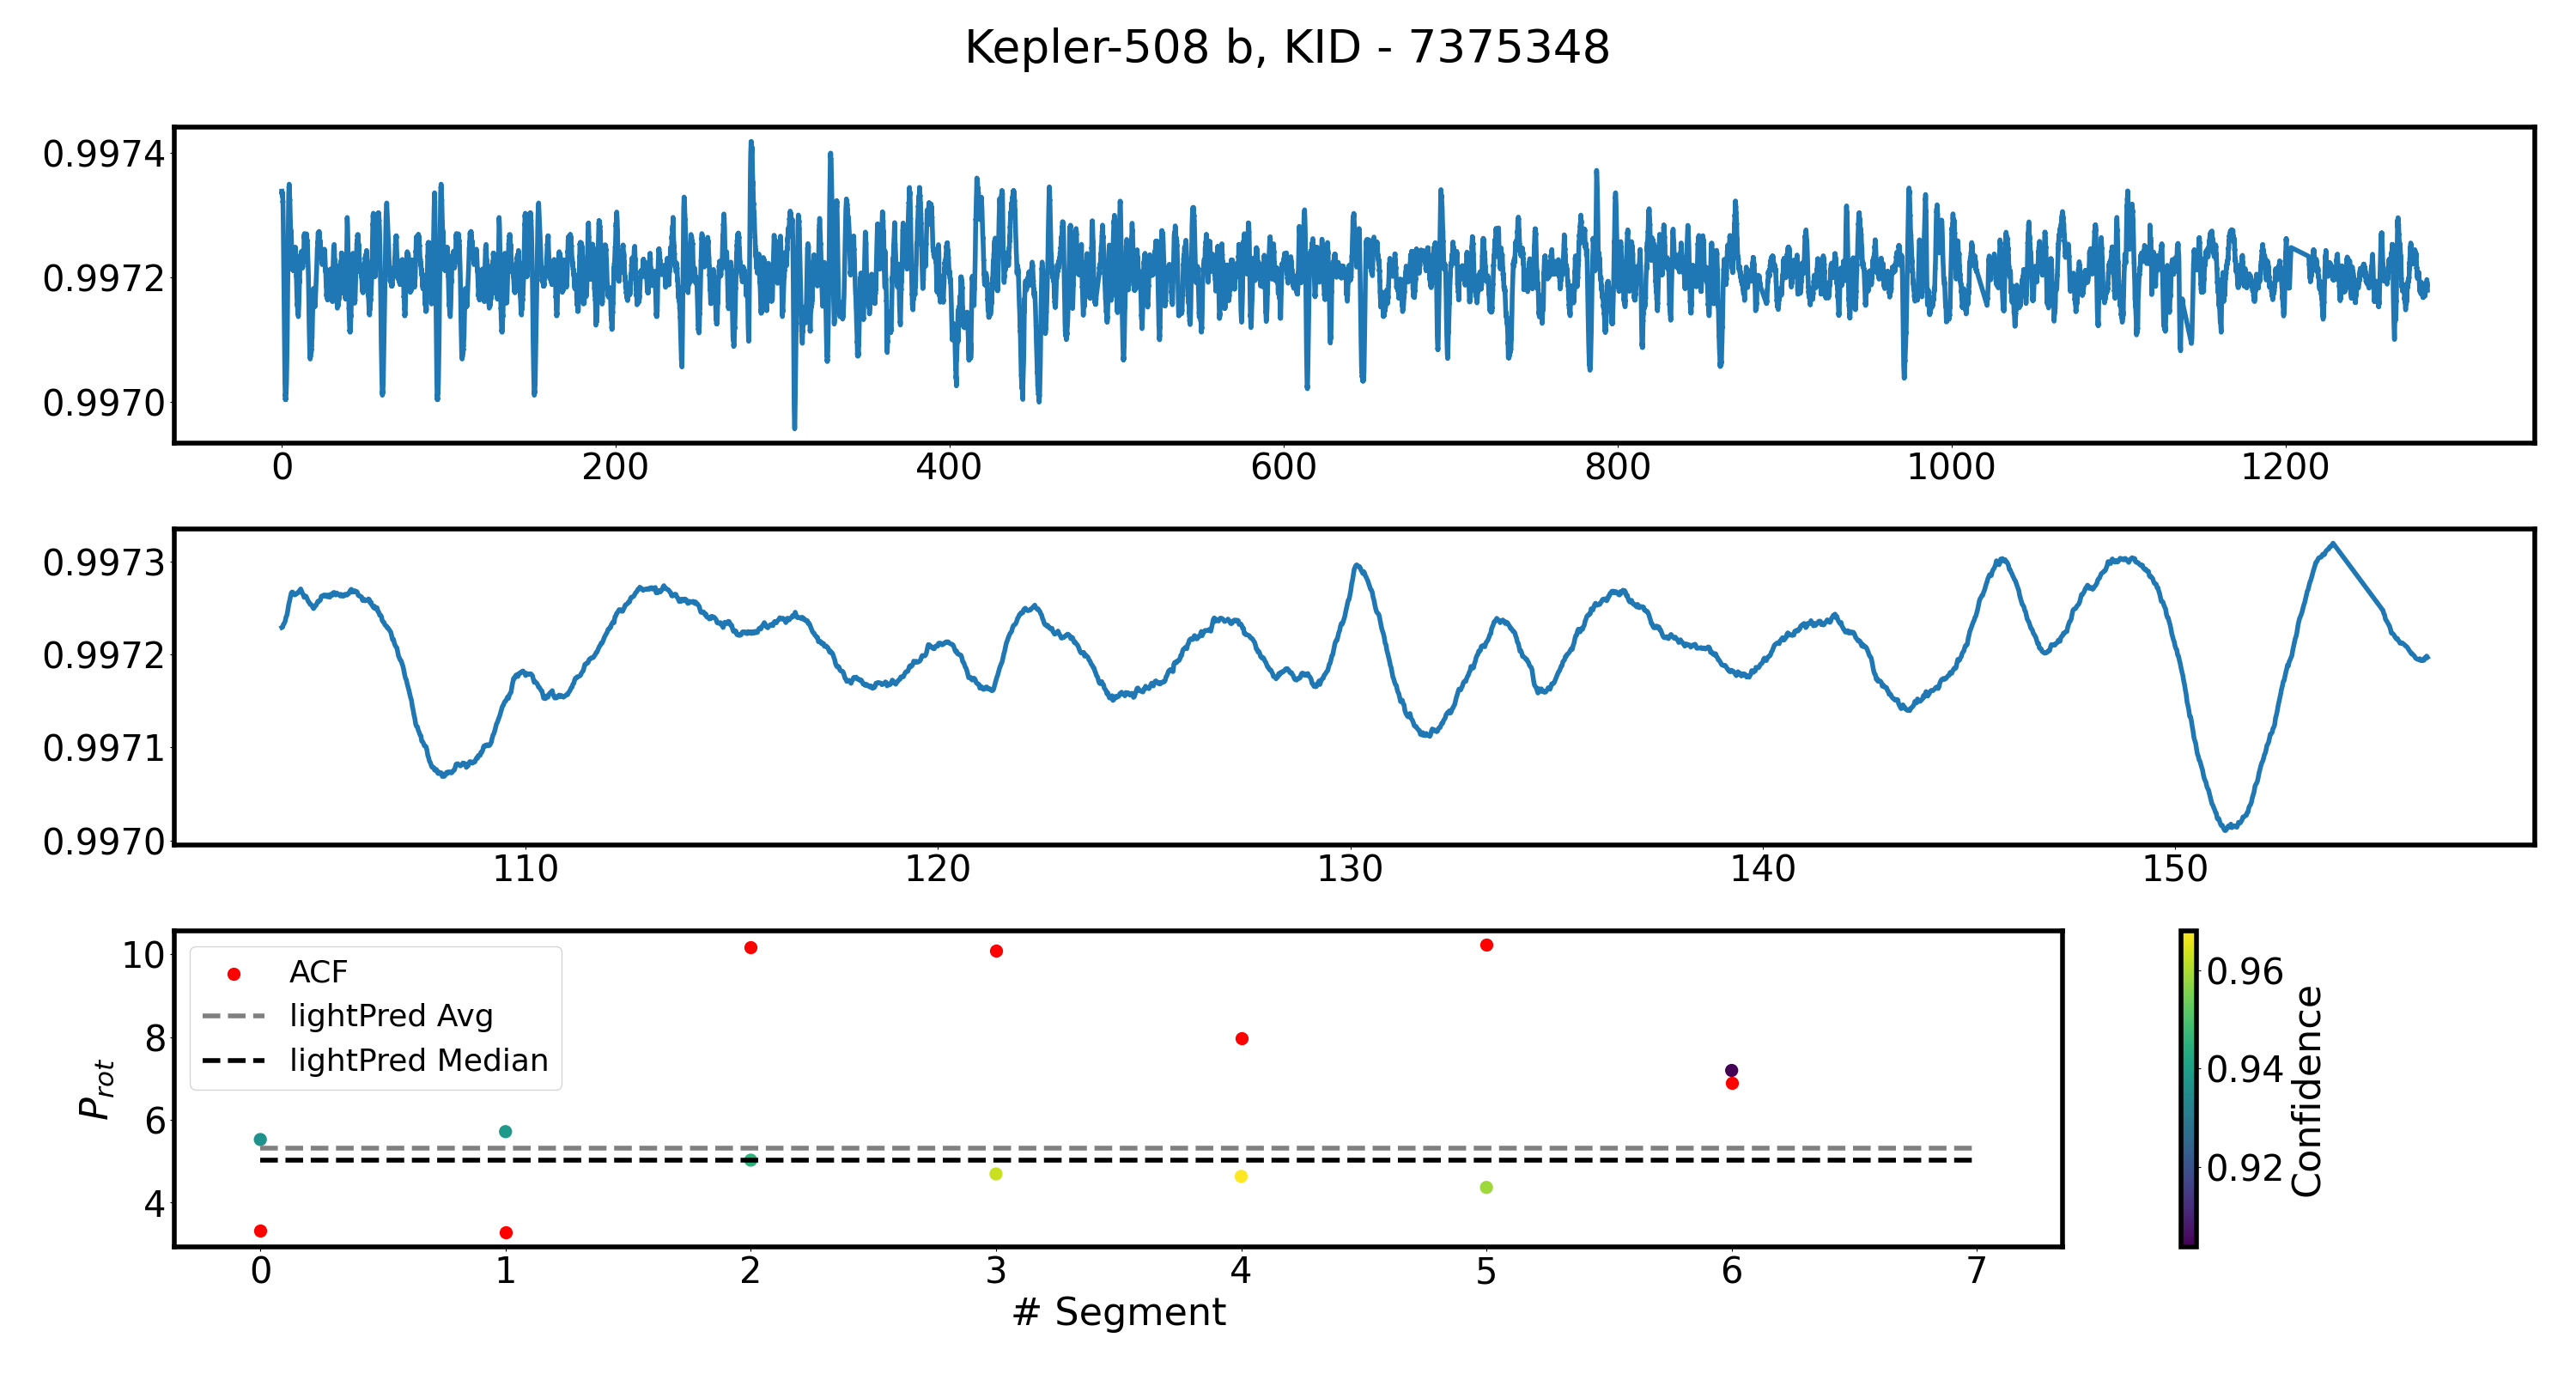 Kepler-508 b, KID - 7375348
0.9974
0.9972
0.9970
0 200 400 600 800 1000 1200
0.9973
0.9972
0.9971
0.9970
110 120 130 140 150
10
8
6
4
P_rot
ACF
lightPred Avg
lightPred Median
0 1 2 3 4 5 6 7
# Segment
0.96
0.94
0.92
Confidence